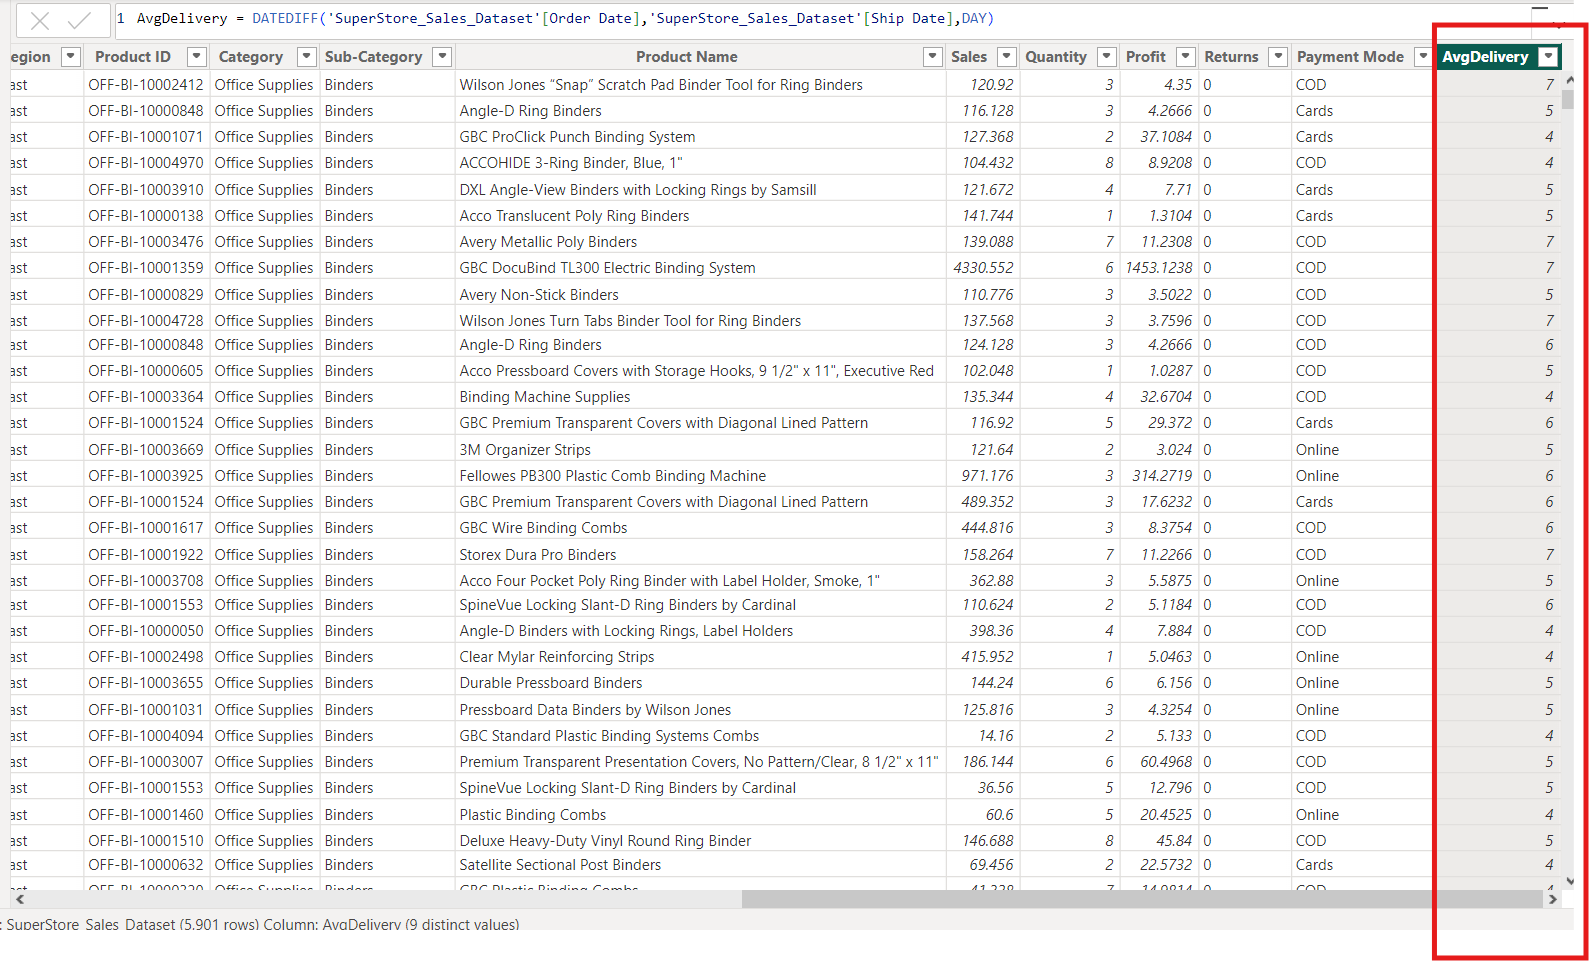 1 AvgDelivery = DATEDIFF('SuperStore_Sales_Dataset'[Order Date],'SuperStore_Sales_Dataset'[Ship Date],DAY)
egion Product ID Category Sub-Category Product Name Sales Quantity Profit Returns Payment Mode AvgDelivery
ast OFF-BI-10002412 Office Supplies Binders Wilson Jones “Snap” Scratch Pad Binder Tool for Ring Binders 120.92 3 4.35 0 COD 7
ast OFF-BI-10000848 Office Supplies Binders Angle-D Ring Binders 116.128 3 4.2666 0 Cards 5
ast OFF-BI-10001071 Office Supplies Binders GBC ProClick Punch Binding System 127.368 2 37.1084 0 Cards 4
ast OFF-BI-10004970 Office Supplies Binders ACCOHIDE 3-Ring Binder, Blue, 1" 104.432 8 8.9208 0 COD 4
ast OFF-BI-10003910 Office Supplies Binders DXL Angle-View Binders with Locking Rings by Samsill 121.672 4 7.71 0 Cards 5
ast OFF-BI-10000138 Office Supplies Binders Acco Translucent Poly Ring Binders 141.744 1 1.3104 0 Cards 5
ast OFF-BI-10003476 Office Supplies Binders Avery Metallic Poly Binders 139.088 7 11.2308 0 COD 7
ast OFF-BI-10001359 Office Supplies Binders GBC DocuBind TL300 Electric Binding System 4330.552 6 1453.1238 0 COD 7
ast OFF-BI-10000829 Office Supplies Binders Avery Non-Stick Binders 110.776 3 3.5022 0 COD 5
ast OFF-BI-10004728 Office Supplies Binders Wilson Jones Turn Tabs Binder Tool for Ring Binders 137.568 3 3.7596 0 COD 7
ast OFF-BI-10000848 Office Supplies Binders Angle-D Ring Binders 124.128 3 4.2666 0 COD 6
ast OFF-BI-10000605 Office Supplies Binders Acco Pressboard Covers with Storage Hooks, 9 1/2" x 11", Executive Red 102.048 1 1.0287 0 COD 5
ast OFF-BI-10003364 Office Supplies Binders Binding Machine Supplies 135.344 4 32.6704 0 COD 4
ast OFF-BI-10001524 Office Supplies Binders GBC Premium Transparent Covers with Diagonal Lined Pattern 116.92 5 29.372 0 Cards 6
ast OFF-BI-10003669 Office Supplies Binders 3M Organizer Strips 121.64 2 3.024 0 Online 5
ast OFF-BI-10003925 Office Supplies Binders Fellowes PB300 Plastic Comb Binding Machine 971.176 3 314.2719 0 Online 6
ast OFF-BI-10001524 Office Supplies Binders GBC Premium Transparent Covers with Diagonal Lined Pattern 489.352 3 17.6232 0 Cards 6
ast OFF-BI-10001617 Office Supplies Binders GBC Wire Binding Combs 444.816 3 8.3754 0 COD 6
ast OFF-BI-10001922 Office Supplies Binders Storex Dura Pro Binders 158.264 7 11.2266 0 COD 7
ast OFF-BI-10003708 Office Supplies Binders Acco Four Pocket Poly Ring Binder with Label Holder, Smoke, 1" 362.88 3 5.5875 0 Online 5
ast OFF-BI-10001553 Office Supplies Binders SpineVue Locking Slant-D Ring Binders by Cardinal 110.624 2 5.1184 0 COD 6
ast OFF-BI-10000050 Office Supplies Binders Angle-D Binders with Locking Rings, Label Holders 398.36 4 7.884 0 COD 4
ast OFF-BI-10002498 Office Supplies Binders Clear Mylar Reinforcing Strips 415.952 1 5.0463 0 Online 4
ast OFF-BI-10003655 Office Supplies Binders Durable Pressboard Binders 144.24 6 6.156 0 Online 5
ast OFF-BI-10001031 Office Supplies Binders Pressboard Data Binders by Wilson Jones 125.816 3 4.3254 0 Online 5
ast OFF-BI-10004094 Office Supplies Binders GBC Standard Plastic Binding Systems Combs 14.16 2 5.133 0 COD 4
ast OFF-BI-10003007 Office Supplies Binders Premium Transparent Presentation Covers, No Pattern/Clear, 8 1/2" x 11" 186.144 6 60.4968 0 COD 5
ast OFF-BI-10001553 Office Supplies Binders SpineVue Locking Slant-D Ring Binders by Cardinal 36.56 5 12.796 0 COD 5
ast OFF-BI-10001460 Office Supplies Binders Plastic Binding Combs 60.6 5 20.4525 0 Online 4
ast OFF-BI-10001510 Office Supplies Binders Deluxe Heavy-Duty Vinyl Round Ring Binder 146.688 8 45.84 0 COD 5
ast OFF-BI-10000632 Office Supplies Binders Satellite Sectional Post Binders 69.456 2 22.5732 0 Cards 4
ast Office Supplies Binders GBC Plastic Binding Combs 7 0 COD 4
: SuperStore_Sales_Dataset (5,901 rows) Column: AvgDelivery (9 distinct values)